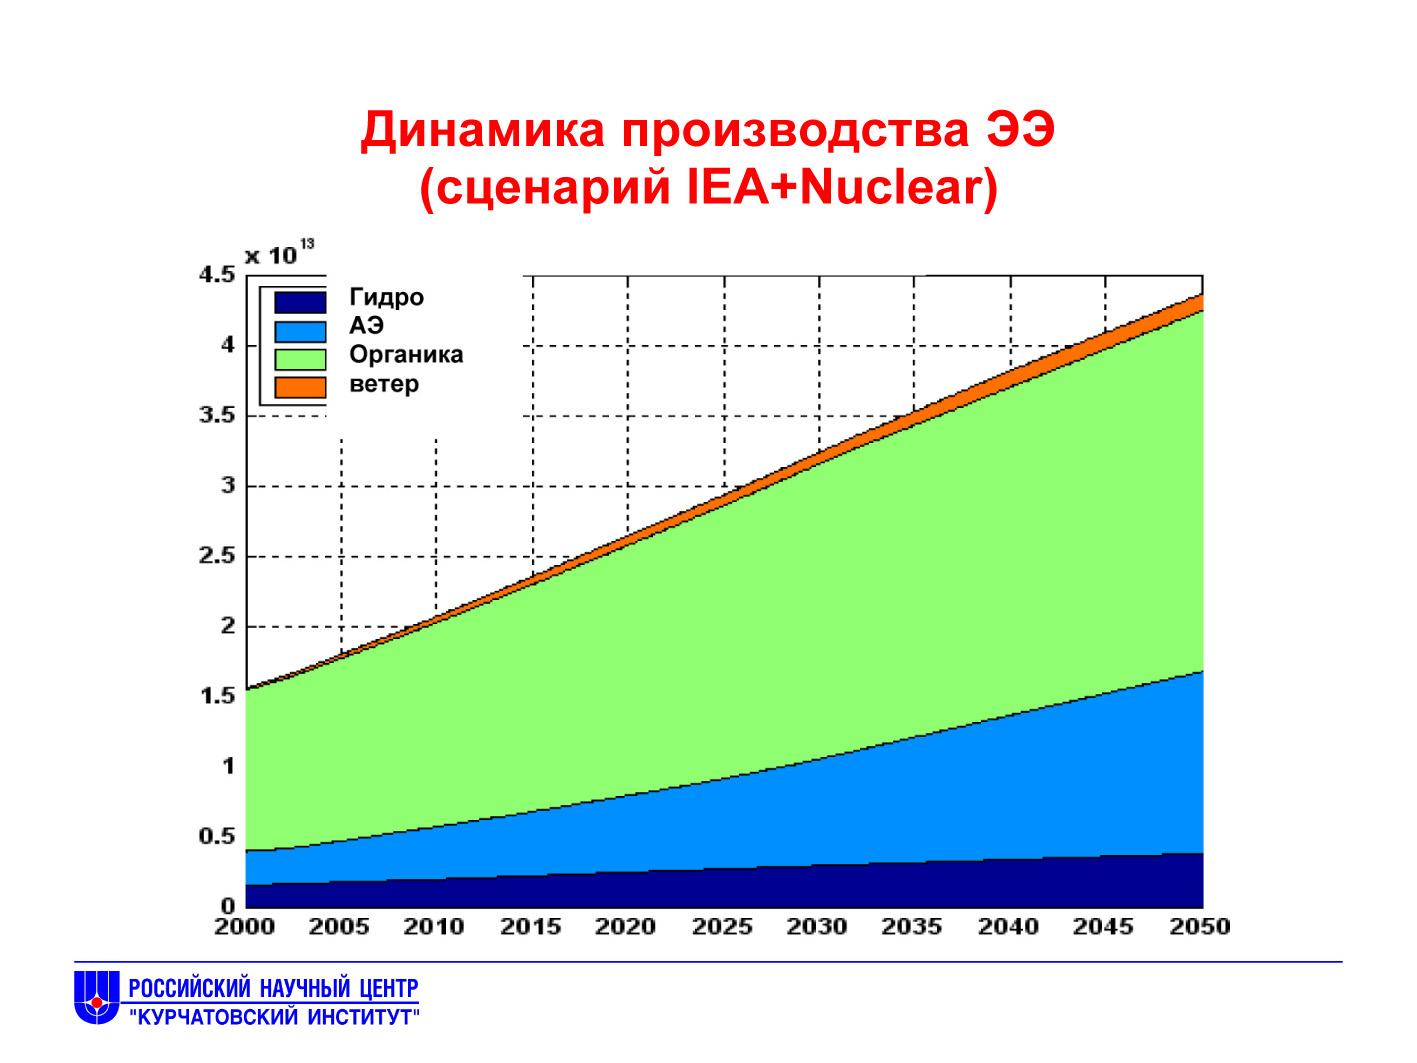 Динамика производства ЭЭ
(сценарий IEA+Nuclear)
x 10 13
4.5
4
3.5
3
2.5
2
1.5
1
0.5
0
Гидро
АЭ
Органика
ветер
2000 2005 2010 2015 2020 2025 2030 2035 2040 2045 2050
РОССИЙСКИЙ НАУЧНЫЙ ЦЕНТР
"КУРЧАТОВСКИЙ ИНСТИТУТ"